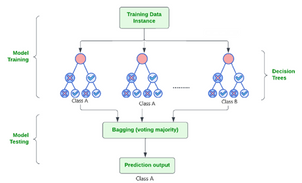 Training Data
Instance
Model
Training
Decision
Trees
Class A
Class A
Class B
Bagging (voting majority)
Model
Testing
Prediction output
Class A